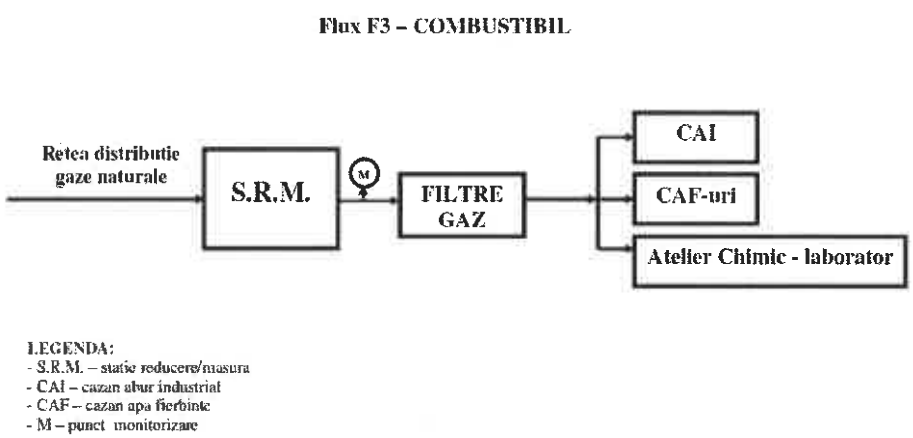 Flux F3 – COMBUSTIBIL
Retea distributie
gaze naturale
S.R.M.
M
FILTRE
GAZ
CAI
CAF-uri
Atelier Chimic - laborator
LEGENDA:
- S.R.M. – statie reducere/masura
- CAI – cazan abur industrial
- CAF – cazan apa fierbinte
- M – punct monitorizare